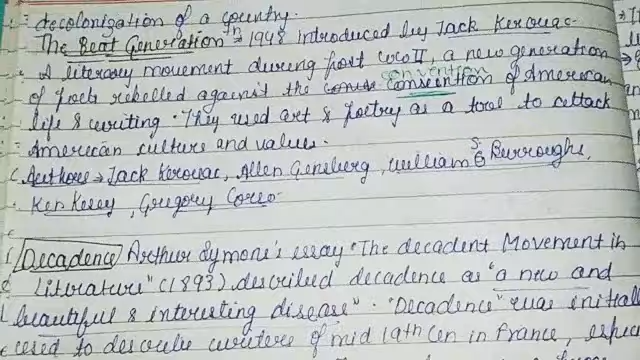 decolonization of a country.
The Beat Generation → In 1948 introduced by Jack Kerouac.
A literary movement during post WWII, a new generation
of poets rebelled against the convention of American
life & writing. They used art & poetry as a tool to attack
American culture and values.
Authors → Jack Kerouac, Allen Gensberg, William S. Burroughs,
Ken Kesey, Gregory Corso.
Decadence Arthur Symons's essay "The decadent Movement in
Literature" (1893) described decadence as "a new and
beautiful & interesting disease". "Decadence" was initiall
used to describe writers of mid 19th Cen in France, especi